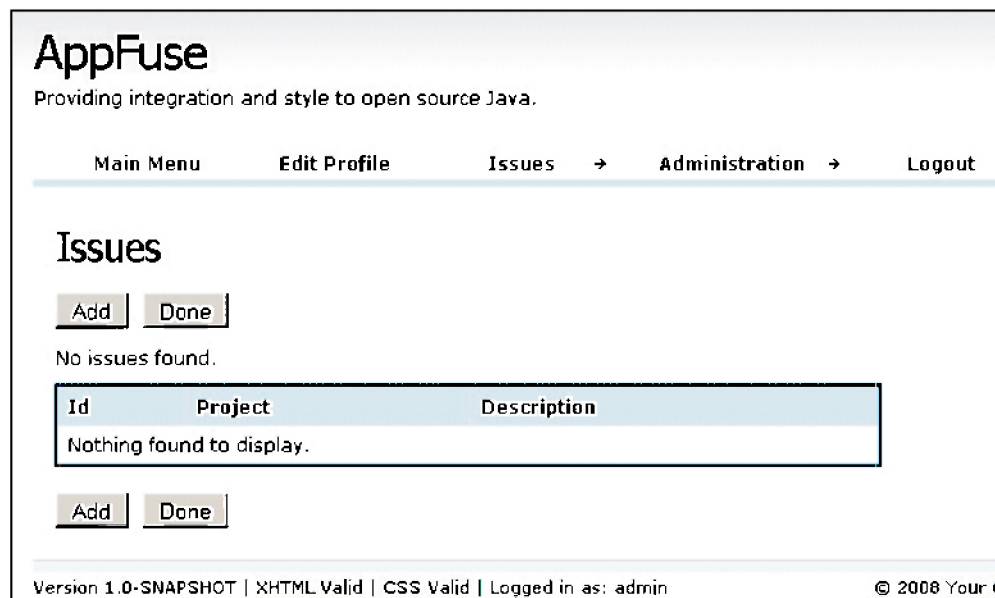 AppFuse
Providing integration and style to open source Java.
Main Menu Edit Profile Issues → Administration → Logout
Issues
Add Done
No issues found.
Id Project Description
Nothing found to display.
Add Done
Version 1.0-SNAPSHOT | XHTML Valid | CSS Valid | Logged in as: admin © 2008 Your